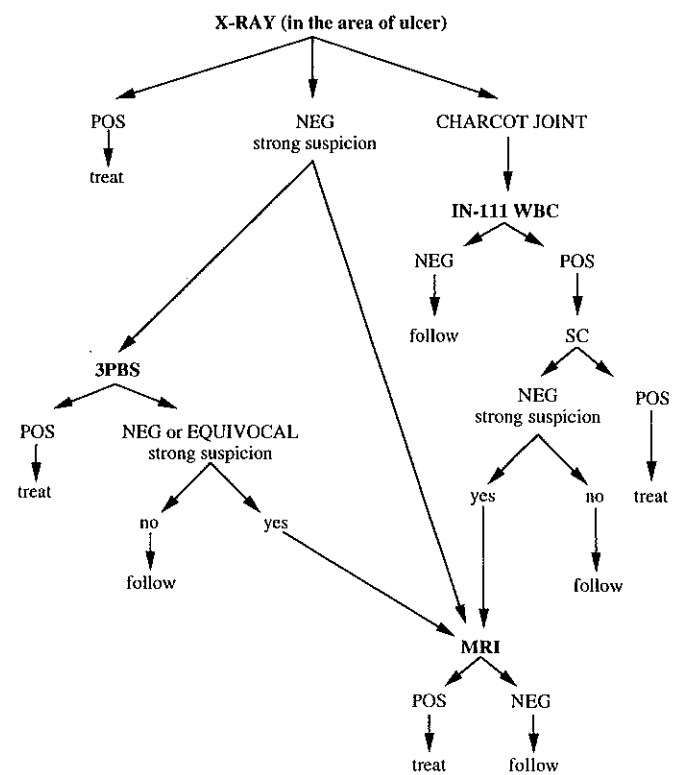 X-RAY (in the area of ulcer)
POS
NEG
strong suspicion
CHARCOT JOINT
treat
IN-111 WBC
NEG
POS
follow
SC
3PBS
NEG
strong suspicion
POS
POS
NEG or EQUIVOCAL
strong suspicion
treat
yes
no
treat
no
yes
follow
follow
MRI
POS
NEG
treat
follow